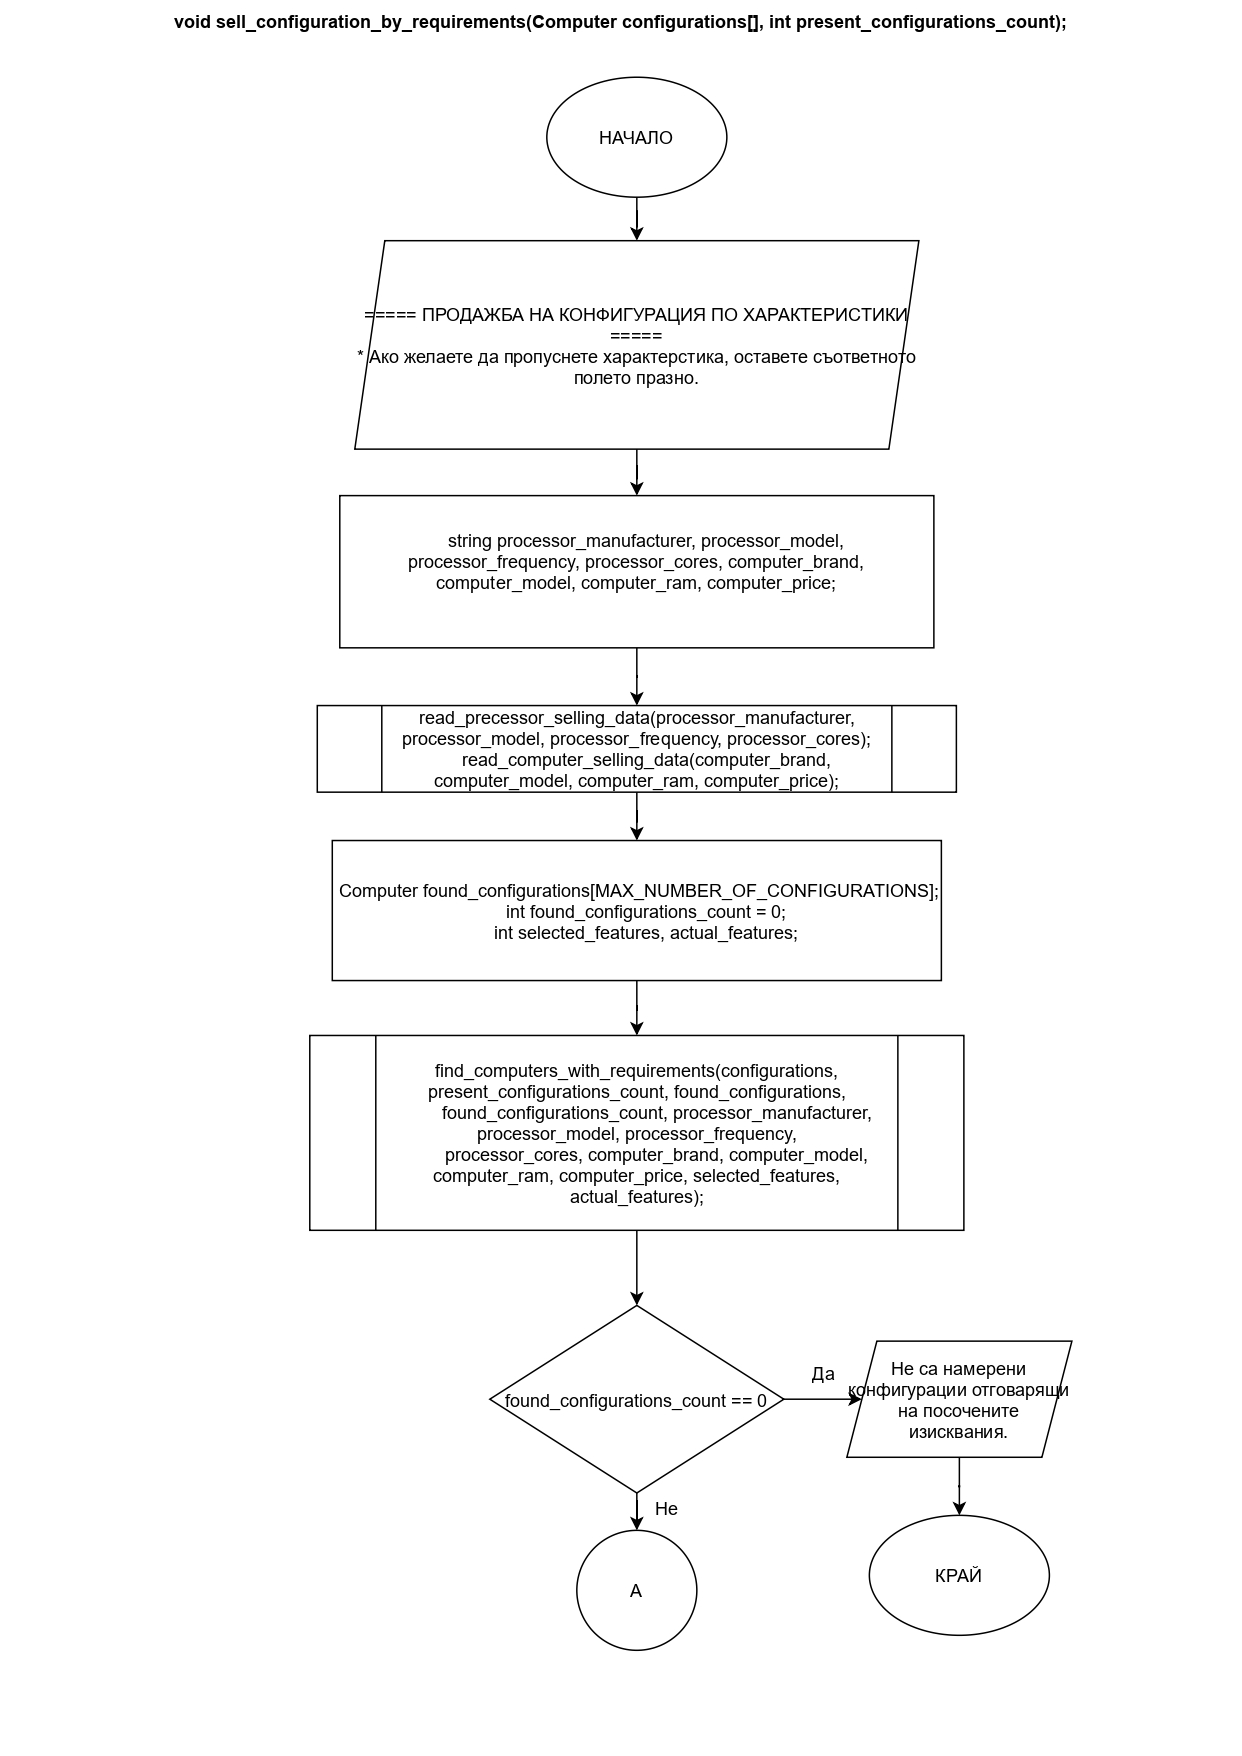 void sell_configuration_by_requirements(Computer configurations[], int present_configurations_count);
НАЧАЛО
===== ПРОДАЖБА НА КОНФИГУРАЦИЯ ПО ХАРАКТЕРИСТИКИ
=====
* Ако желаете да пропуснете характерстика, оставете съответното
полето празно.
string processor_manufacturer, processor_model,
processor_frequency, processor_cores, computer_brand,
computer_model, computer_ram, computer_price;
read_precessor_selling_data(processor_manufacturer,
processor_model, processor_frequency, processor_cores);
read_computer_selling_data(computer_brand,
computer_model, computer_ram, computer_price);
Computer found_configurations[MAX_NUMBER_OF_CONFIGURATIONS];
int found_configurations_count = 0;
int selected_features, actual_features;
find_computers_with_requirements(configurations,
present_configurations_count, found_configurations,
found_configurations_count, processor_manufacturer,
processor_model, processor_frequency,
processor_cores, computer_brand, computer_model,
computer_ram, computer_price, selected_features,
actual_features);
found_configurations_count == 0
Да
Не са намерени
конфигурации отговарящи
на посочените
изисквания.
Не
А
КРАЙ